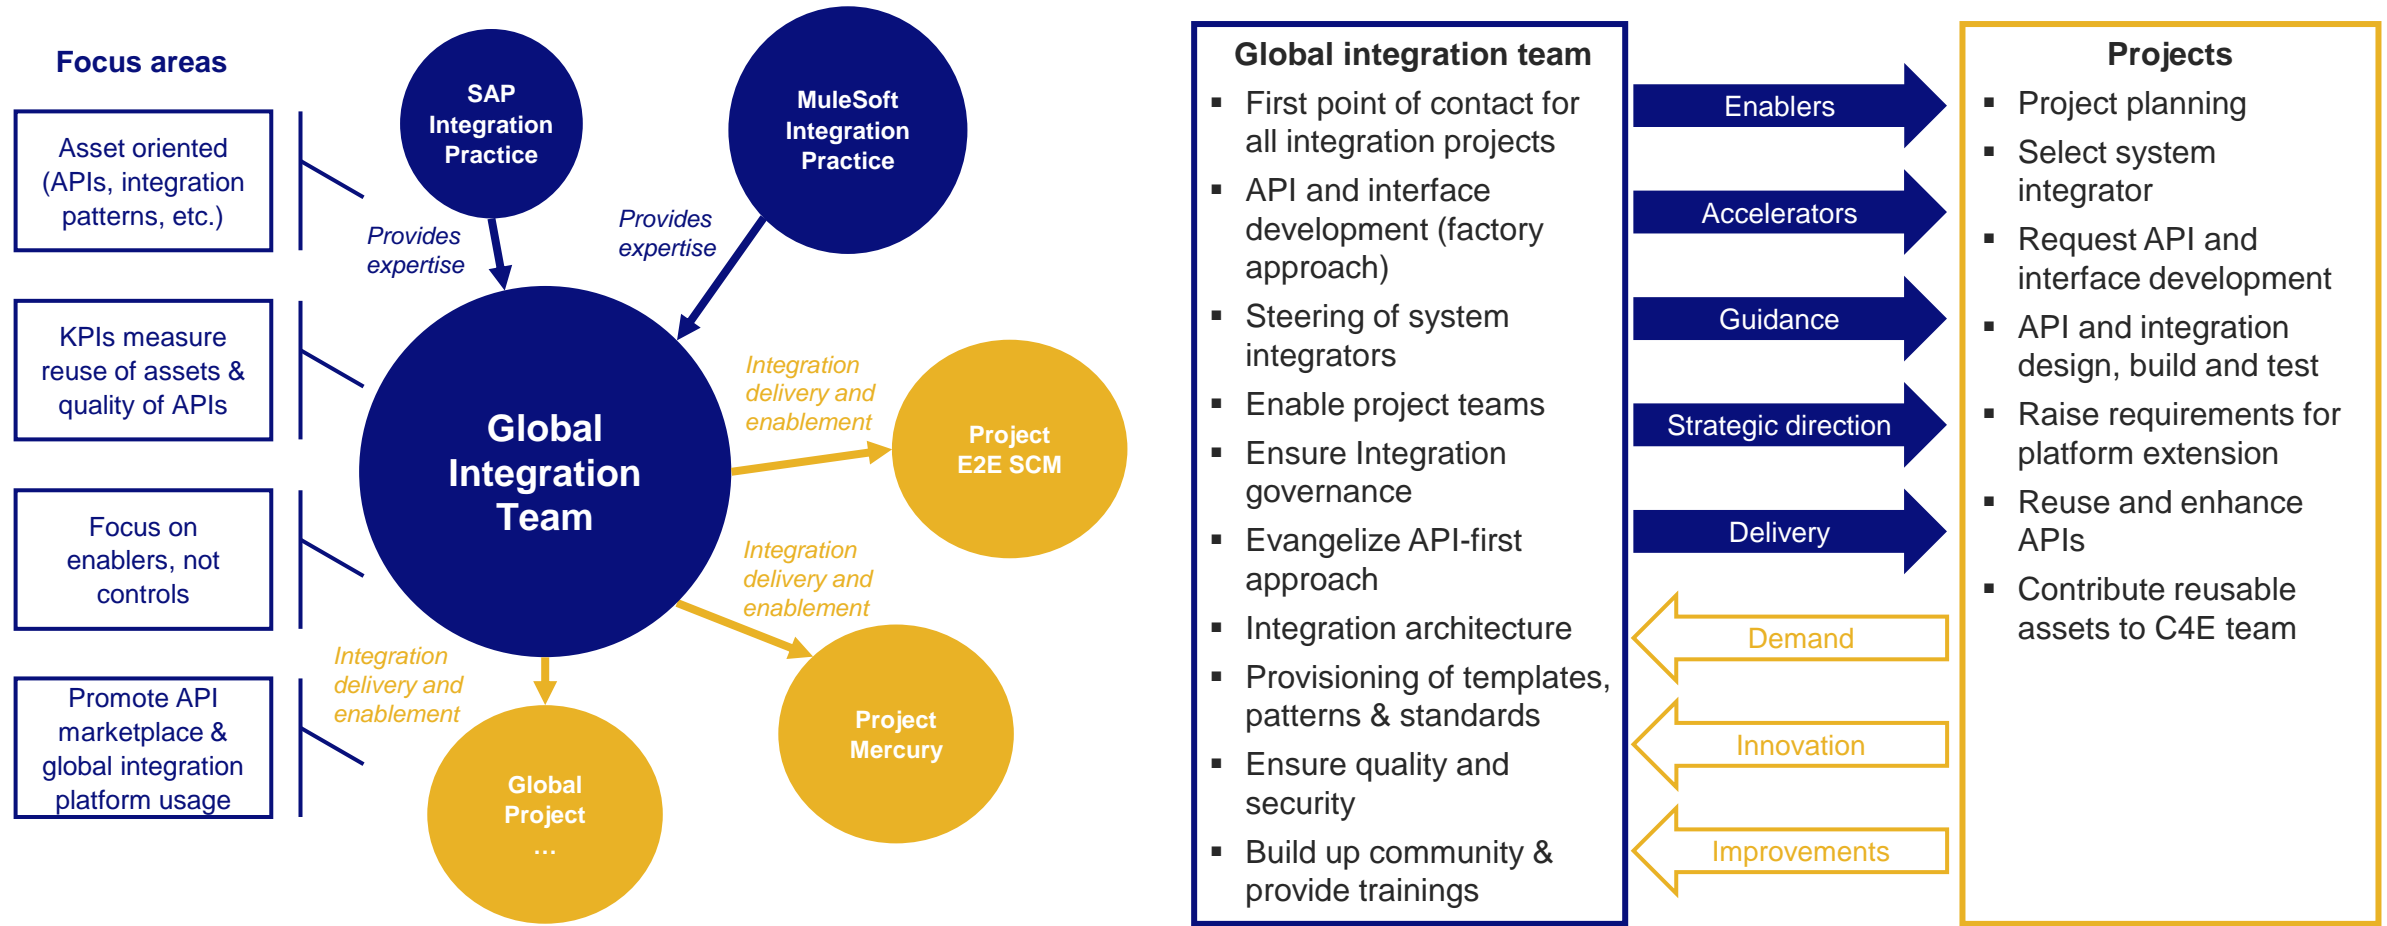 Focus areas
Asset oriented
(APIs, integration
patterns, etc.)
KPIs measure
reuse of assets &
quality of APIs
Focus on
enablers, not
controls
Promote API
marketplace &
global integration
platform usage
SAP
Integration
Practice
MuleSoft
Integration
Practice
Provides
expertise
Provides
expertise
Global
Integration
Team
Integration
delivery and
enablement
Project
E2E SCM
Integration
delivery and
enablement
Project
Mercury
Integration
delivery and
enablement
Global
Project
...
Global integration team
▪ First point of contact for
all integration projects
▪ API and interface
development (factory
approach)
▪ Steering of system
integrators
▪ Enable project teams
▪ Ensure Integration
governance
▪ Evangelize API-first
approach
▪ Integration architecture
▪ Provisioning of templates,
patterns & standards
▪ Ensure quality and
security
▪ Build up community &
provide trainings
Enablers
Accelerators
Guidance
Strategic direction
Delivery
Demand
Innovation
Improvements
Projects
▪ Project planning
▪ Select system
integrator
▪ Request API and
interface development
▪ API and integration
design, build and test
▪ Raise requirements for
platform extension
▪ Reuse and enhance
APIs
▪ Contribute reusable
assets to C4E team